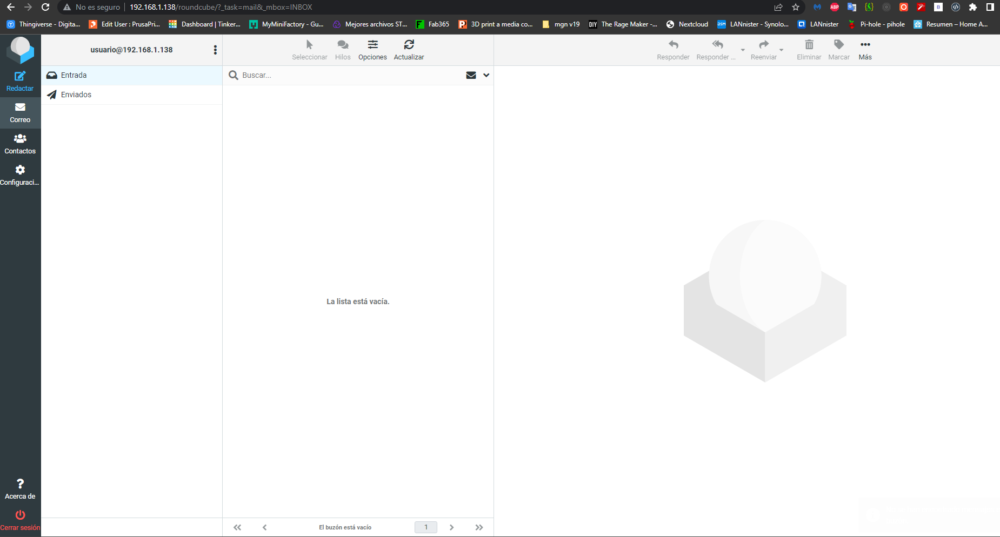 No es seguro 192.168.1.138/roundcube/?_task=mail&_mbox=INBOX
ABP
Thingiverse - Digita... Edit User : PrusaPri... Dashboard | Tinker... MyMiniFactory - Gu... Mejores archivos ST... Fab365 3D print a media co... mgn v19 DIY The Rage Maker -... Nextcloud DSM LANnister - Synolo... LANnister Pi-hole - pihole Resumen – Home A...
usuario@192.168.1.138
Seleccionar Hilos Opciones Actualizar
Responder Responder ... Reenviar Eliminar Marcar Más
Redactar
Correo
Contactos
Configuraci...
Acerca de
Cerrar sesión
Entrada
Enviados
Buscar...
La lista está vacía.
El buzón está vacío 1